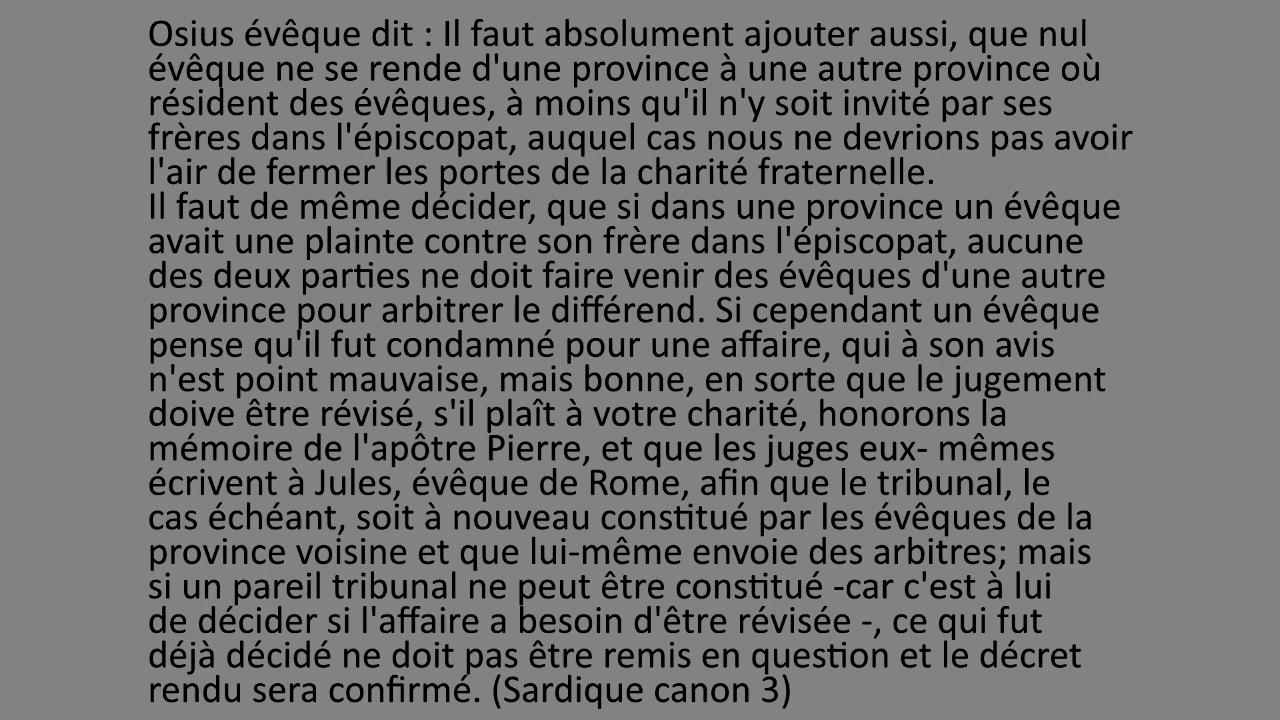 Osius évêque dit : Il faut absolument ajouter aussi, que nul
évêque ne se rende d'une province à une autre province où
résident des évêques, à moins qu'il n'y soit invité par ses
frères dans l'épiscopat, auquel cas nous ne devrions pas avoir
l'air de fermer les portes de la charité fraternelle.
Il faut de même décider, que si dans une province un évêque
avait une plainte contre son frère dans l'épiscopat, aucune
des deux parties ne doit faire venir des évêques d'une autre
province pour arbitrer le différend. Si cependant un évêque
pense qu'il fut condamné pour une affaire, qui à son avis
n'est point mauvaise, mais bonne, en sorte que le jugement
doive être révisé, s'il plaît à votre charité, honorons la
mémoire de l'apôtre Pierre, et que les juges eux- mêmes
écrivent à Jules, évêque de Rome, afin que le tribunal, le
cas échéant, soit à nouveau constitué par les évêques de la
province voisine et que lui-même envoie des arbitres; mais
si un pareil tribunal ne peut être constitué -car c'est à lui
de décider si l'affaire a besoin d'être révisée -, ce qui fut
déjà décidé ne doit pas être remis en question et le décret
rendu sera confirmé. (Sardique canon 3)